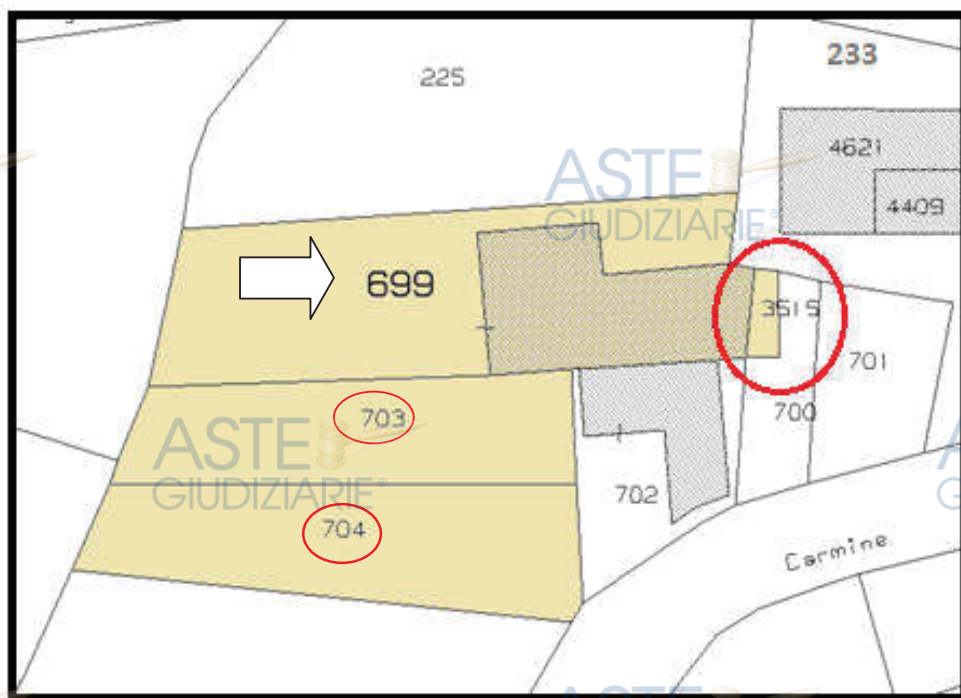 225
233
4621
4409
ASTE
GIUDIZIARIE®
699
3515
701
703
700
ASTE
GIUDIZIARIE®
702
704
Carmine